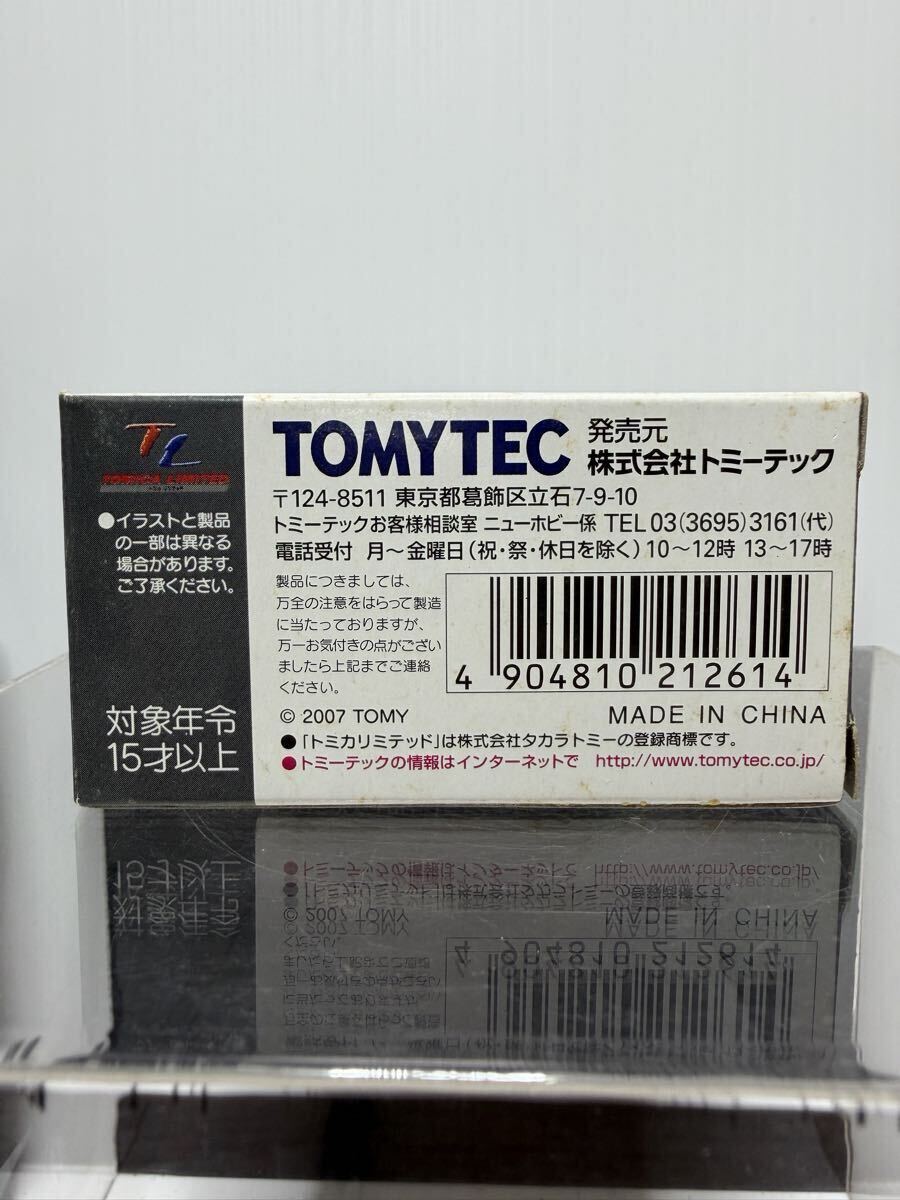 TL
TOMICA LIMITED
●イラストと製品
の一部は異なる
場合があります。
ご了承ください。
対象年令
15才以上
TOMYTEC
発売元
株式会社トミーテック
〒124-8511 東京都葛飾区立石7-9-10
トミーテックお客様相談室 ニューホビー係 TEL 03(3695)3161(代)
電話受付 月〜金曜日(祝・祭・休日を除く)10〜12時 13〜17時
製品につきましては、
万全の注意をはらって製造
に当たっておりますが、
万一お気付きの点がござい
ましたら上記までご連絡
ください。
4 904810 212614
© 2007 TOMY
MADE IN CHINA
●「トミカリミテッド」は株式会社タカラトミーの登録商標です。
●トミーテックの情報はインターネットで http://www.tomytec.co.jp/